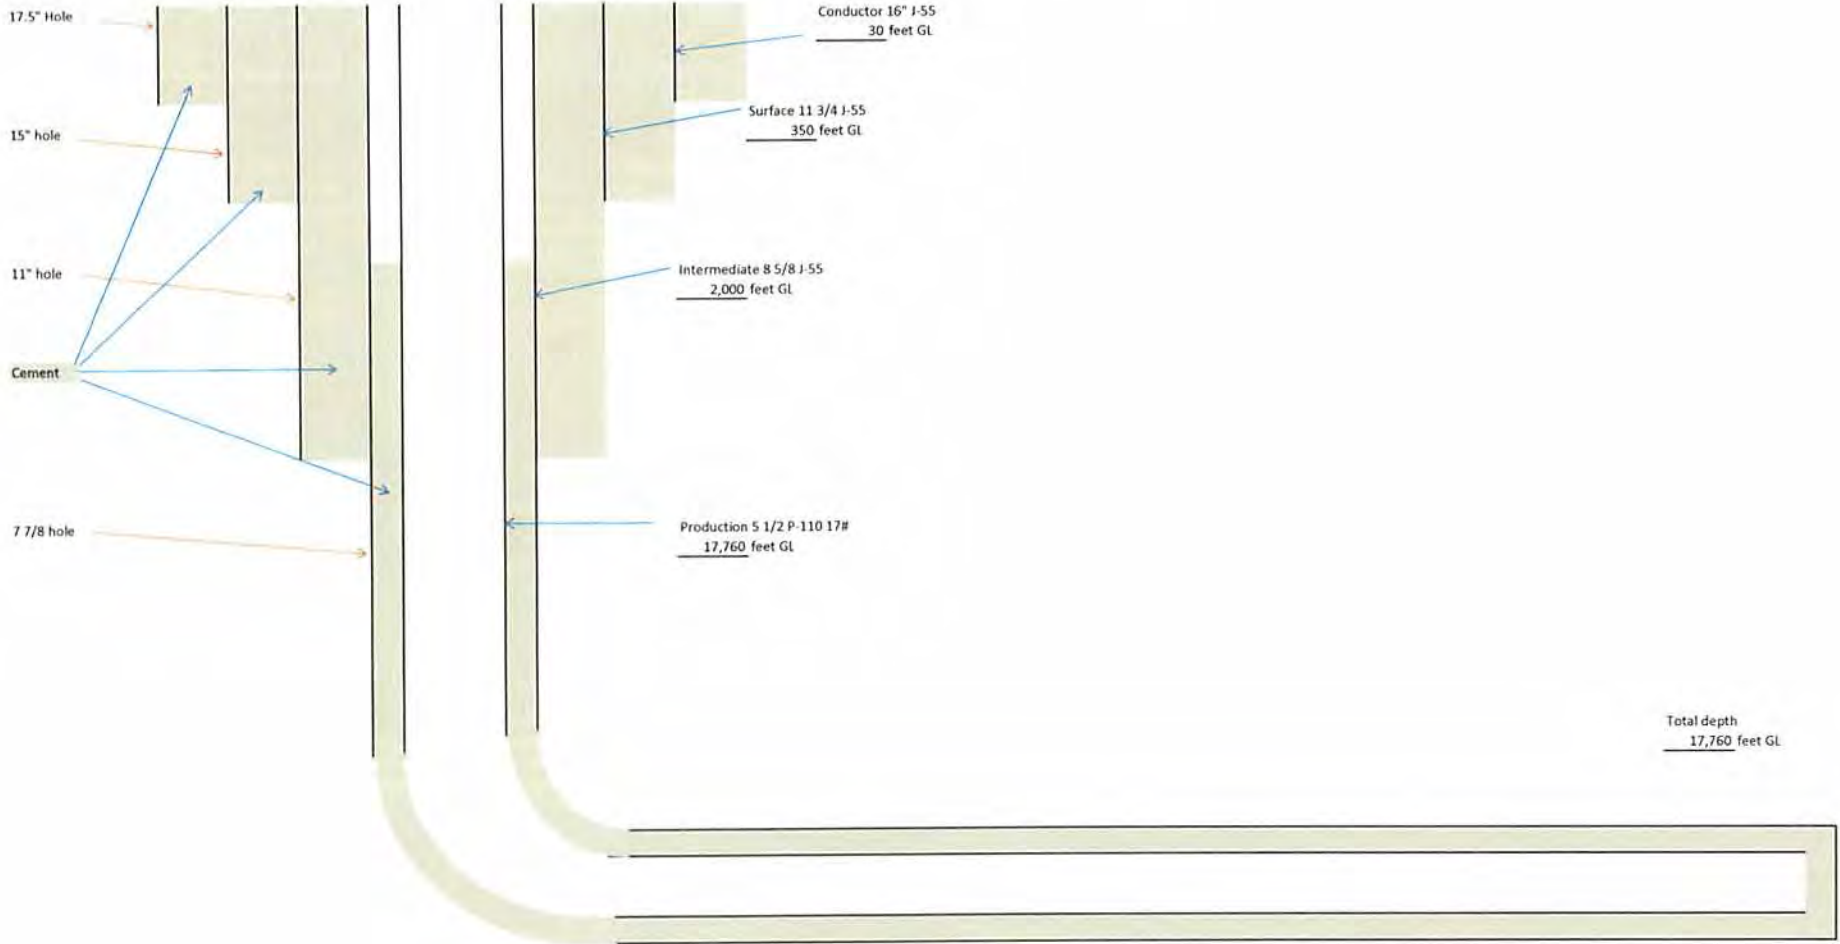 17.5" Hole
Conductor 16" J-55
30 feet GL
Surface 11 3/4 J-55
350 feet GL
15" hole
Intermediate 8 5/8 J-55
2,000 feet GL
11" hole
Cement
Production 5 1/2 P-110 17#
17,760 feet GL
7 7/8 hole
Total depth
17,760 feet GL